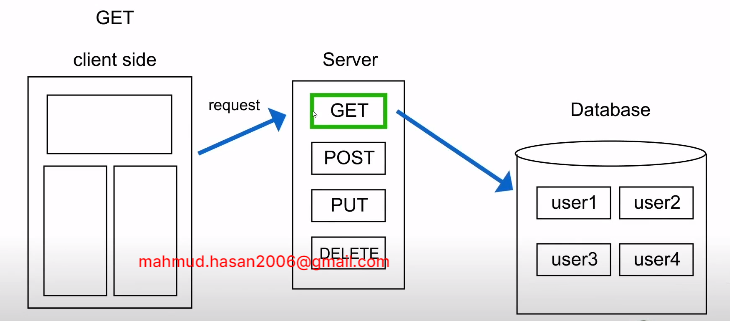 GET
client side
Server
request
GET
POST
PUT
DELETE
Database
user1
user2
user3
user4
mahmud.hasan2006@gmail.com